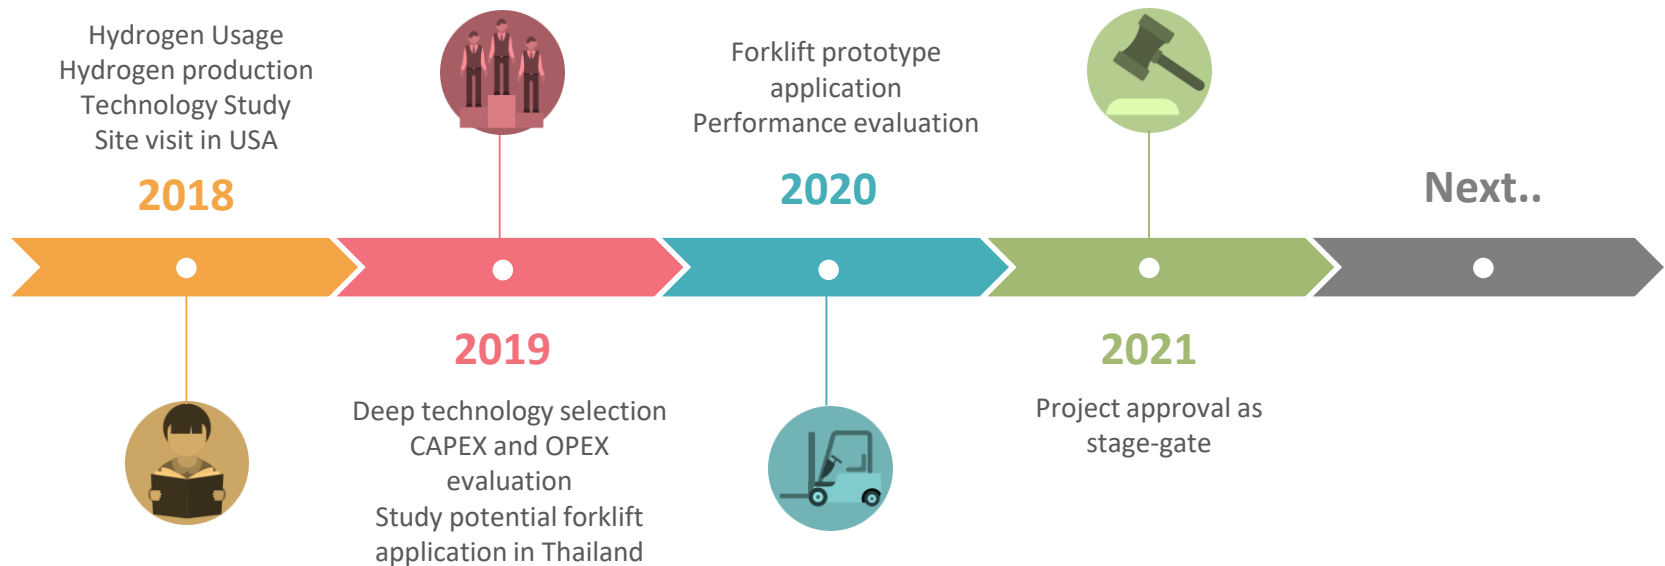 Hydrogen Usage
Hydrogen production
Technology Study
Site visit in USA
2018
2019
Deep technology selection
CAPEX and OPEX
evaluation
Study potential forklift
application in Thailand
Forklift prototype
application
Performance evaluation
2020
2021
Project approval as
stage-gate
Next..